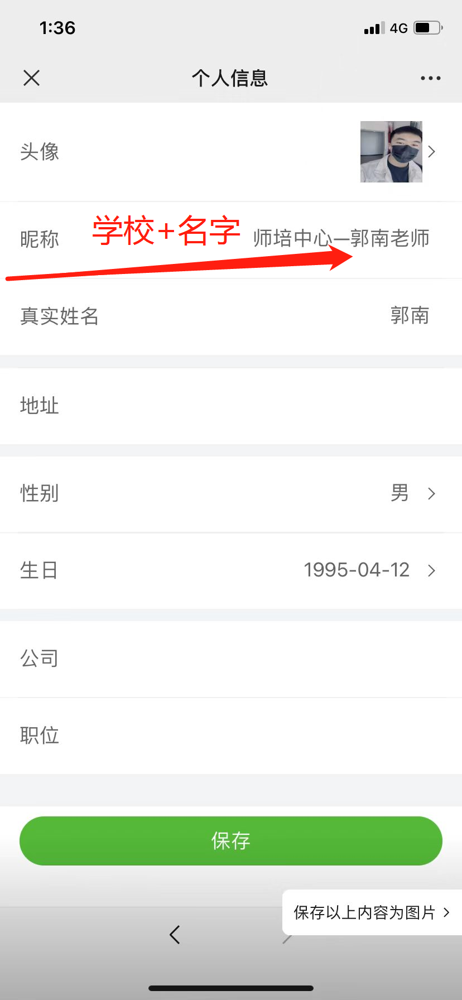 1:36
4G
个人信息
头像
昵称 学校+名字 师培中心—郭南老师
真实姓名 郭南
地址
性别 男
生日 1995-04-12
公司
职位
保存
保存以上内容为图片